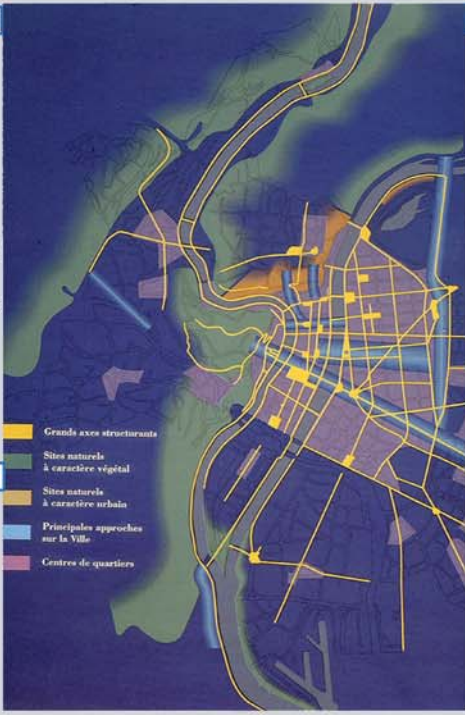 Grands axes structurants
Sites naturels
à caractère végétal
Sites naturels
à caractère urbain
Principales approches
sur la Ville
Centres de quartiers